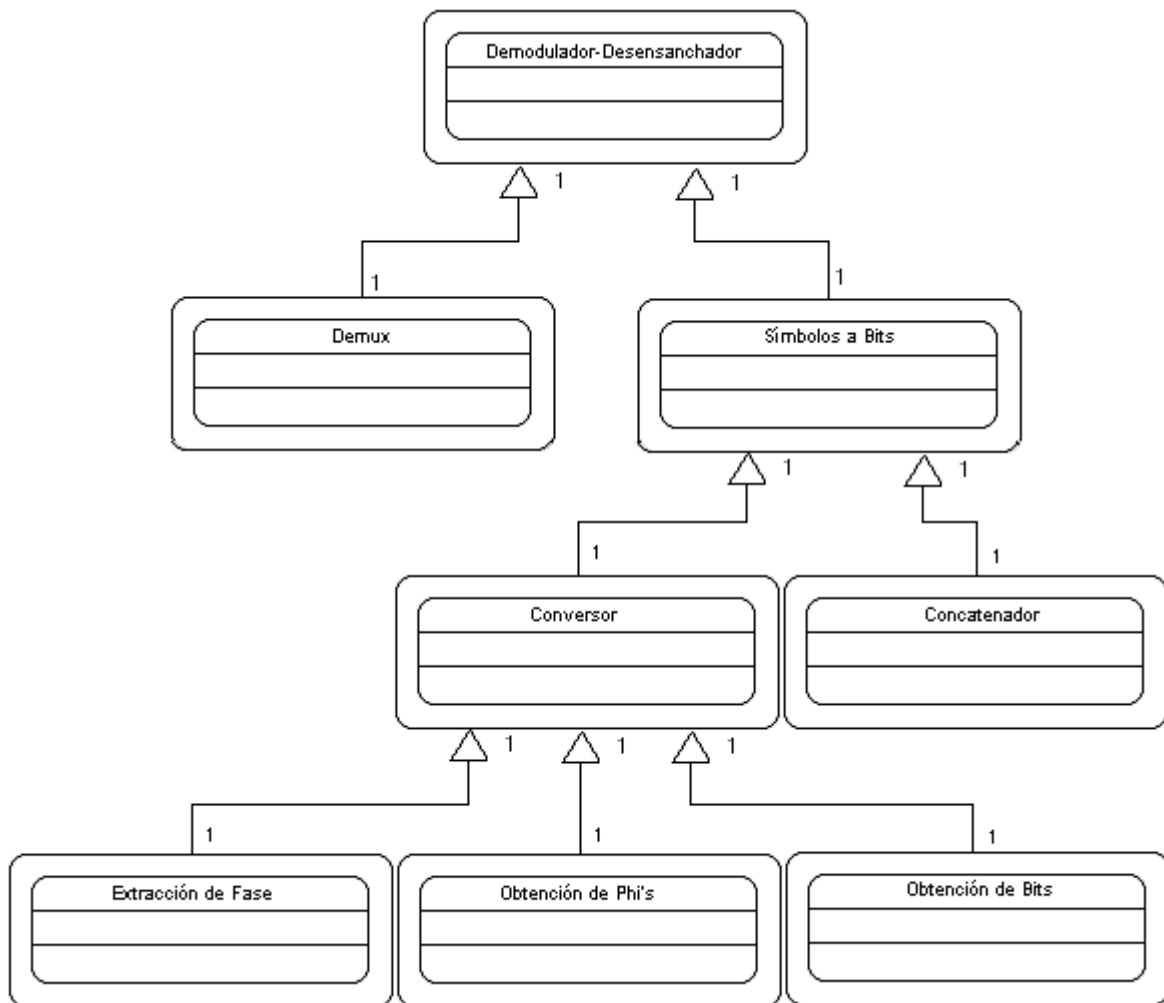 Demodulador-Desensanchador
1
1
1
1
Demux
Símbolos a Bits
1
1
1
1
Conversor
Concatenador
1
1
1
1
1
1
Extracción de Fase
Obtención de Phi's
Obtención de Bits